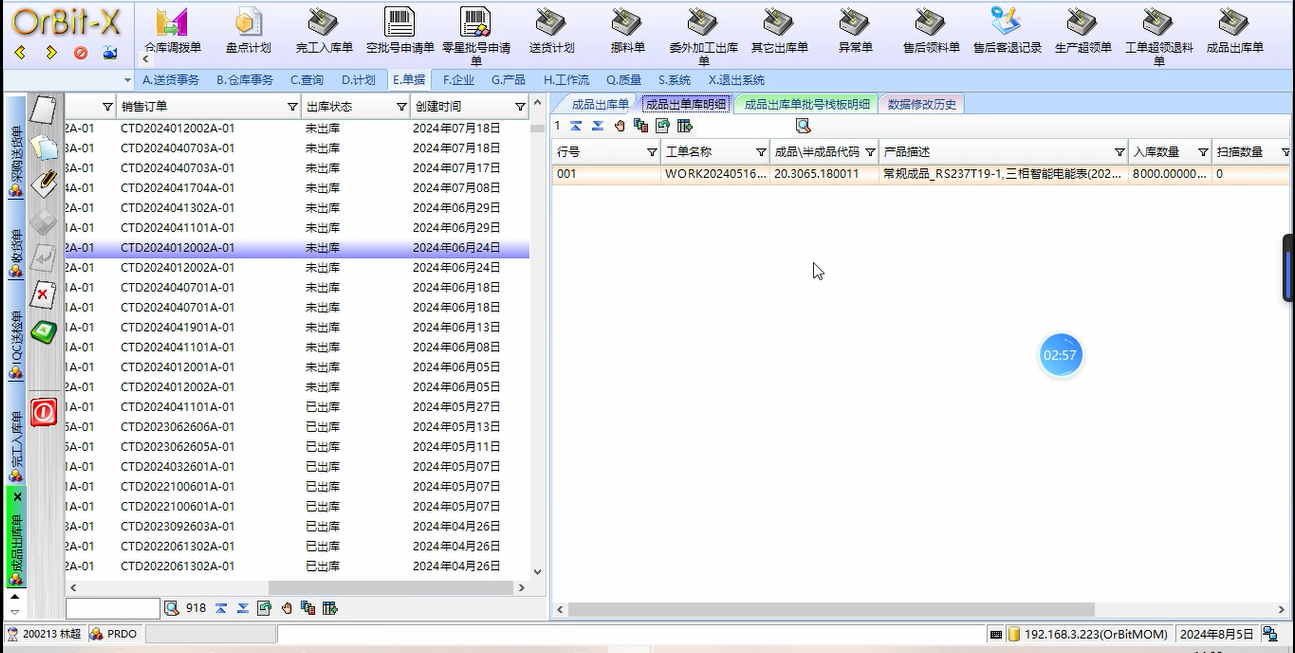 OrBit-X
仓库调拨单
盘点计划
完工入库单
空批号申请单
零星批号申请单
送货计划
挪料单
委外加工出库单
其它出库单
异常单
售后领料单
售后客退记录
生产超领单
工单超领退料单
成品出库单
A.送货事务 B.仓库事务 C.查询 D.计划 E.单据 F.企业 G.产品 H.工作流 Q.质量 S.系统 X.退出系统
采购送货单
收货单
IQC送检单
完工入库单
成品出库单
销售订单 出库状态 创建时间
2A-01 CTD2024012002A-01 未出库 2024年07月18日
3A-01 CTD2024040703A-01 未出库 2024年07月18日
3A-01 CTD2024040703A-01 未出库 2024年07月17日
4A-01 CTD2024041704A-01 未出库 2024年07月08日
2A-01 CTD2024041302A-01 未出库 2024年06月29日
1A-01 CTD2024041101A-01 未出库 2024年06月29日
2A-01 CTD2024012002A-01 未出库 2024年06月24日
2A-01 CTD2024012002A-01 未出库 2024年06月24日
1A-01 CTD2024040701A-01 未出库 2024年06月18日
1A-01 CTD2024040701A-01 未出库 2024年06月18日
1A-01 CTD2024041901A-01 未出库 2024年06月13日
1A-01 CTD2024041101A-01 未出库 2024年06月08日
1A-01 CTD2024012001A-01 未出库 2024年06月05日
2A-01 CTD2024012002A-01 未出库 2024年06月05日
1A-01 CTD2024041101A-01 已出库 2024年05月27日
6A-01 CTD2023062606A-01 已出库 2024年05月13日
5A-01 CTD2023062605A-01 已出库 2024年05月11日
1A-01 CTD2024032601A-01 已出库 2024年05月07日
1A-01 CTD2022100601A-01 已出库 2024年05月07日
1A-01 CTD2022100601A-01 已出库 2024年05月07日
3A-01 CTD2023092603A-01 已出库 2024年04月26日
2A-01 CTD2022061302A-01 已出库 2024年04月26日
2A-01 CTD2022061302A-01 已出库 2024年04月26日
918
成品出库单 成品出单库明细 成品出库单批号栈板明细 数据修改历史
1
行号 工单名称 成品\半成品代码 产品描述 入库数量 扫描数量
001 WORK20240516... 20.3065.180011 常规成品_RS237T19-1,三相智能电能表(202... 8000.00000... 0
02:57
200213 林超 PRDO 192.168.3.223(OrBitMOM) 2024年8月5日